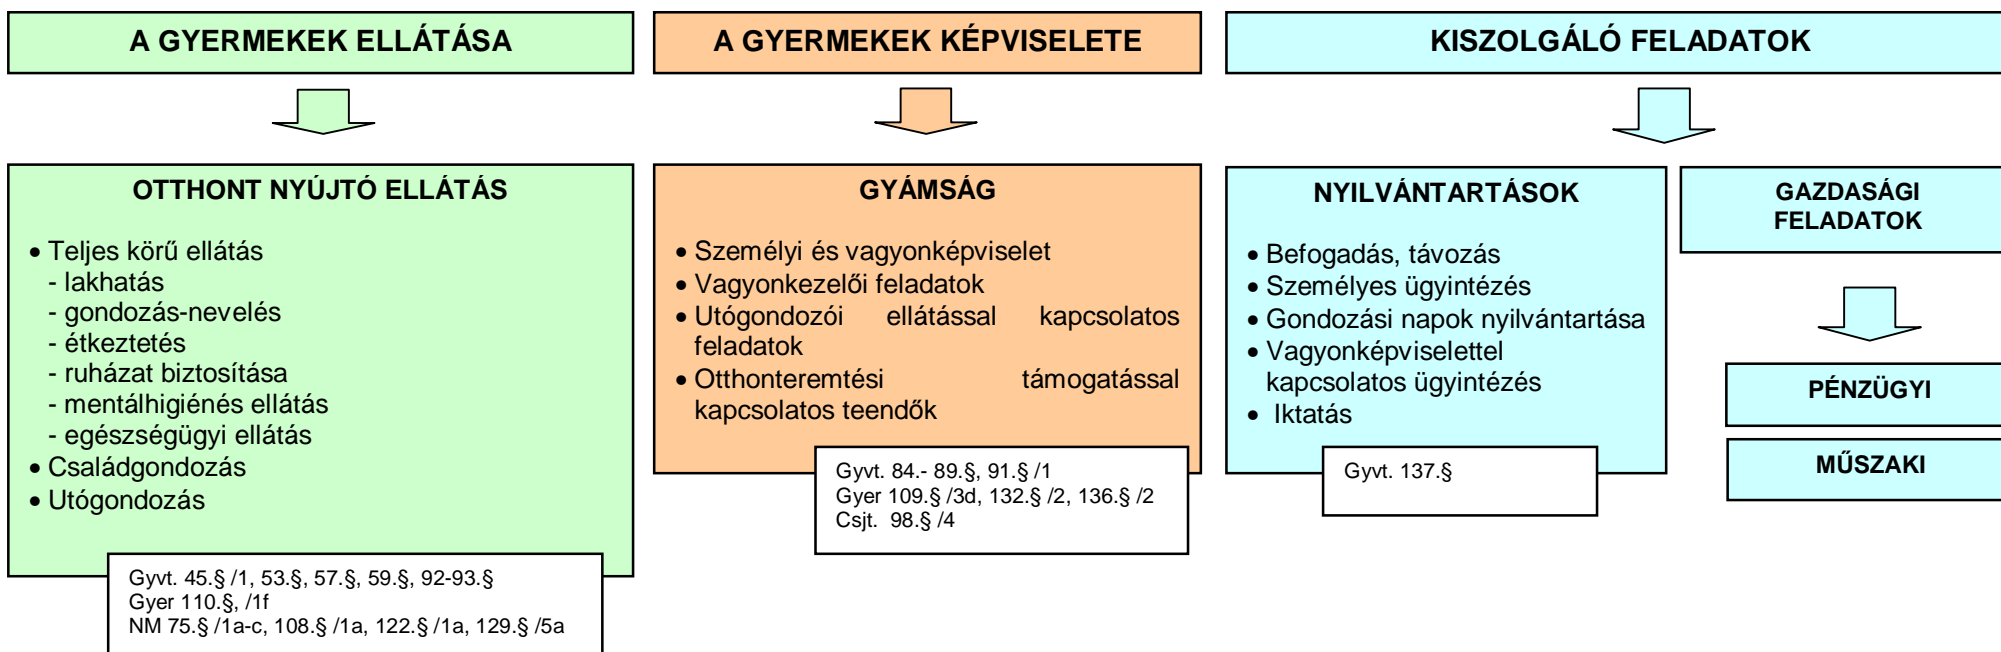 A GYERMEKEK ELLÁTÁSA
OTTHONT NYÚJTÓ ELLÁTÁS
• Teljes körű ellátás
- lakhatás
- gondozás-nevelés
- étkeztetés
- ruházat biztosítása
- mentálhigiénés ellátás
- egészségügyi ellátás
• Családgondozás
• Utógondozás
Gyvt. 45.§ /1, 53.§, 57.§, 59.§, 92-93.§
Gyer 110.§, /1f
NM 75.§ /1a-c, 108.§ /1a, 122.§ /1a, 129.§ /5a
A GYERMEKEK KÉPVISELETE
GYÁMSÁG
• Személyi és vagyonképviselet
• Vagyonkezelői feladatok
• Utógondozói ellátással kapcsolatos
feladatok
• Otthonteremtési támogatással
kapcsolatos teendők
Gyvt. 84.- 89.§, 91.§ /1
Gyer 109.§ /3d, 132.§ /2, 136.§ /2
Csjt. 98.§ /4
KISZOLGÁLÓ FELADATOK
NYILVÁNTARTÁSOK
• Befogadás, távozás
• Személyes ügyintézés
• Gondozási napok nyilvántartása
• Vagyonképviselettel
kapcsolatos ügyintézés
• Iktatás
Gyvt. 137.§
GAZDASÁGI
FELADATOK
PÉNZÜGYI
MŰSZAKI